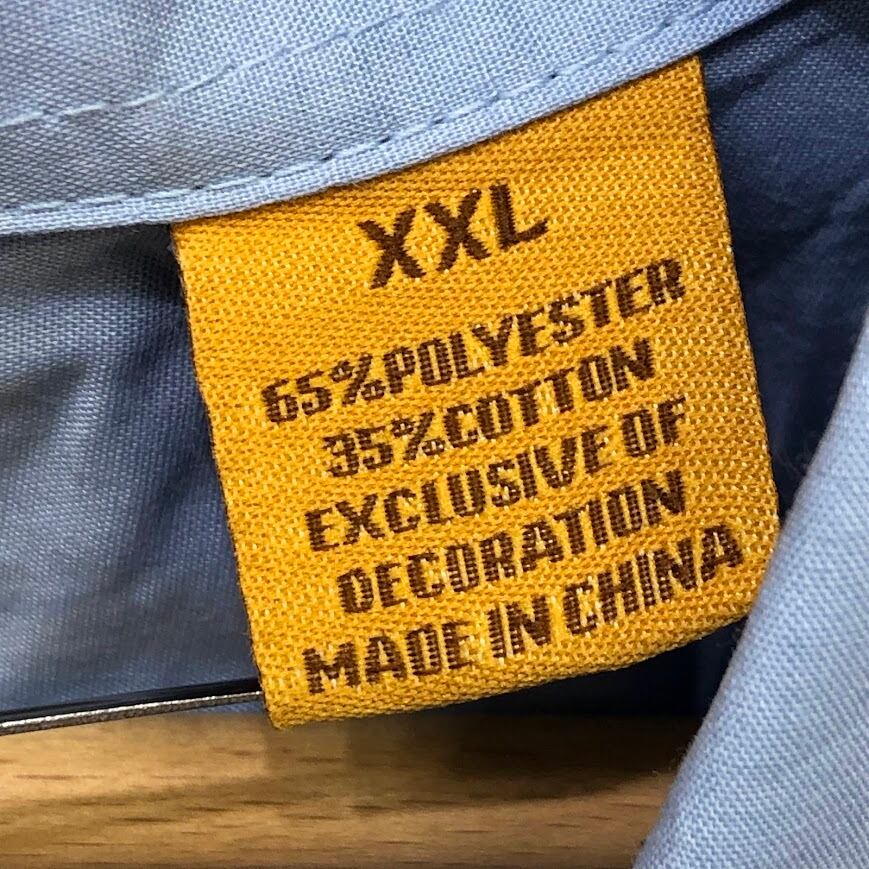 XXL
65%POLYESTER
35%COTTON
EXCLUSIVE OF
DECORATION
MADE IN CHINA